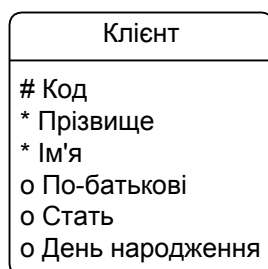 Клієнт
# Код
* Прізвище
* Ім'я
o По-батькові
o Стать
o День народження